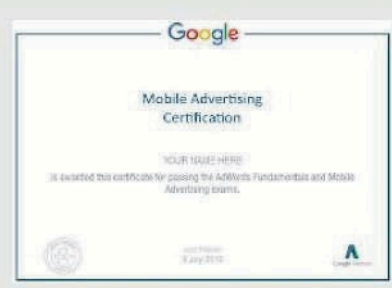 Google
Mobile Advertising
Certification
YOUR NAME HERE
is awarded this certificate for passing the AdWords Fundamentals and Mobile
Advertising exams.